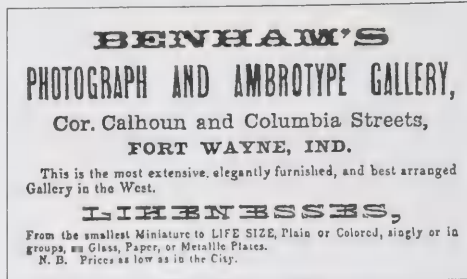 BENHAM'S
PHOTOGRAPH AND AMBROTYPE GALLERY,
Cor. Calhoun and Columbia Streets,
FORT WAYNE, IND.
This is the most extensive, elegantly furnished, and best arranged
Gallery in the West.
LIKENESSES,
From the smallest Miniature to LIFE SIZE, Plain or Colored, singly or in
groups, on Glass, Paper, or Metallic Plates.
N. B. Prices as low as in the City.